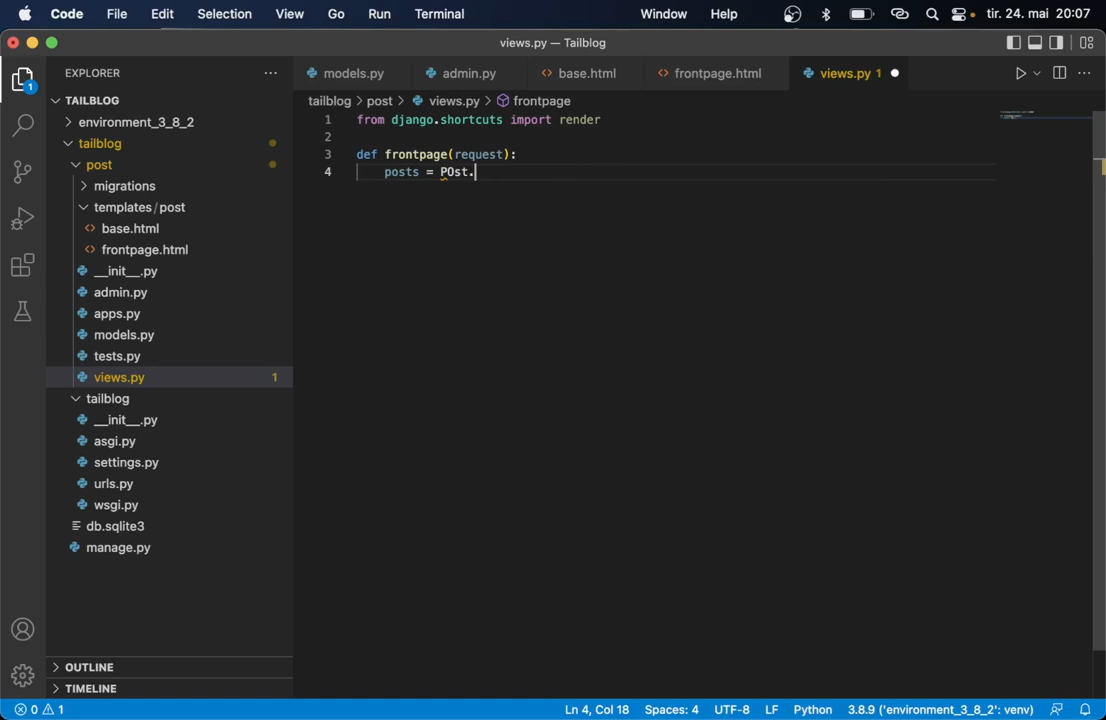 Code File Edit Selection View Go Run Terminal Window Help tir. 24. mai 20:07
views.py — Tailblog
EXPLORER
models.py admin.py base.html frontpage.html views.py 1
tailblog > post > views.py > frontpage
1
TAILBLOG
environment_3_8_2
tailblog
post
migrations
templates/post
base.html
frontpage.html
__init__.py
admin.py
apps.py
models.py
tests.py
views.py 1
tailblog
__init__.py
asgi.py
settings.py
urls.py
wsgi.py
db.sqlite3
manage.py
OUTLINE
TIMELINE
1 from django.shortcuts import render
2
3 def frontpage(request):
4 posts = POst.
0 1 Ln 4, Col 18 Spaces: 4 UTF-8 LF Python 3.8.9 ('environment_3_8_2': venv)